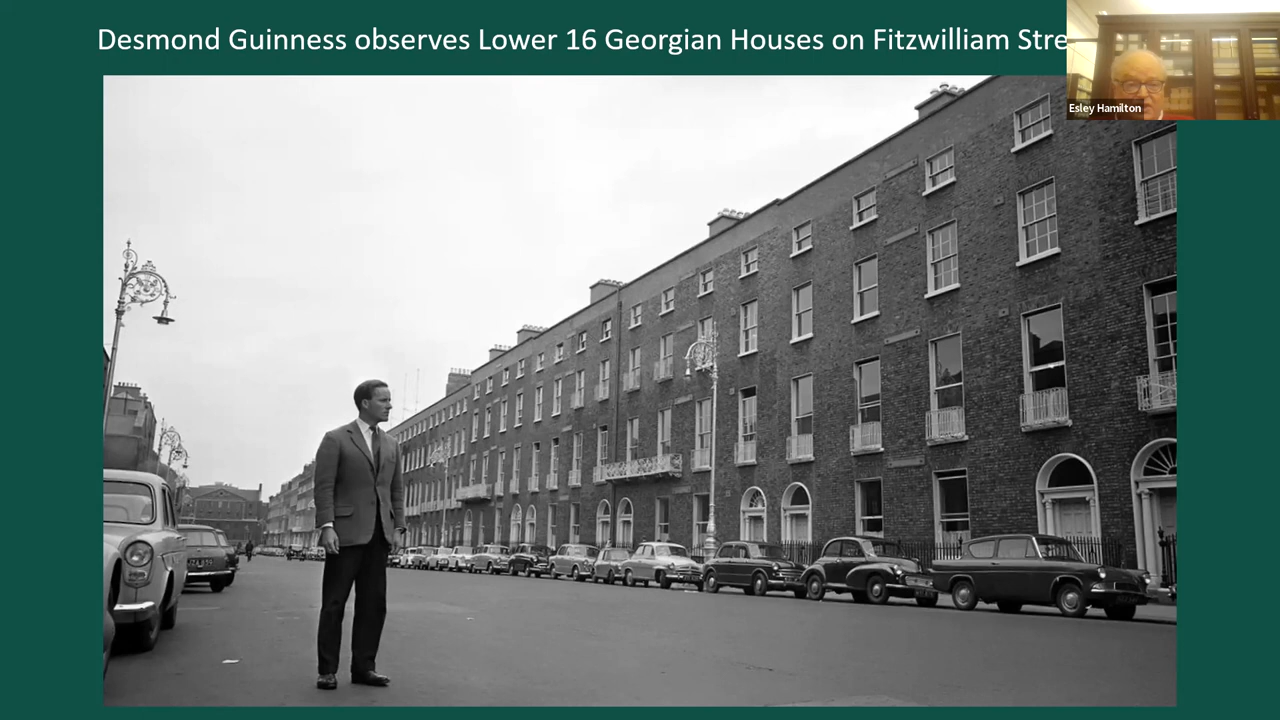 Desmond Guinness observes Lower 16 Georgian Houses on Fitzwilliam Stre
Esley Hamilton